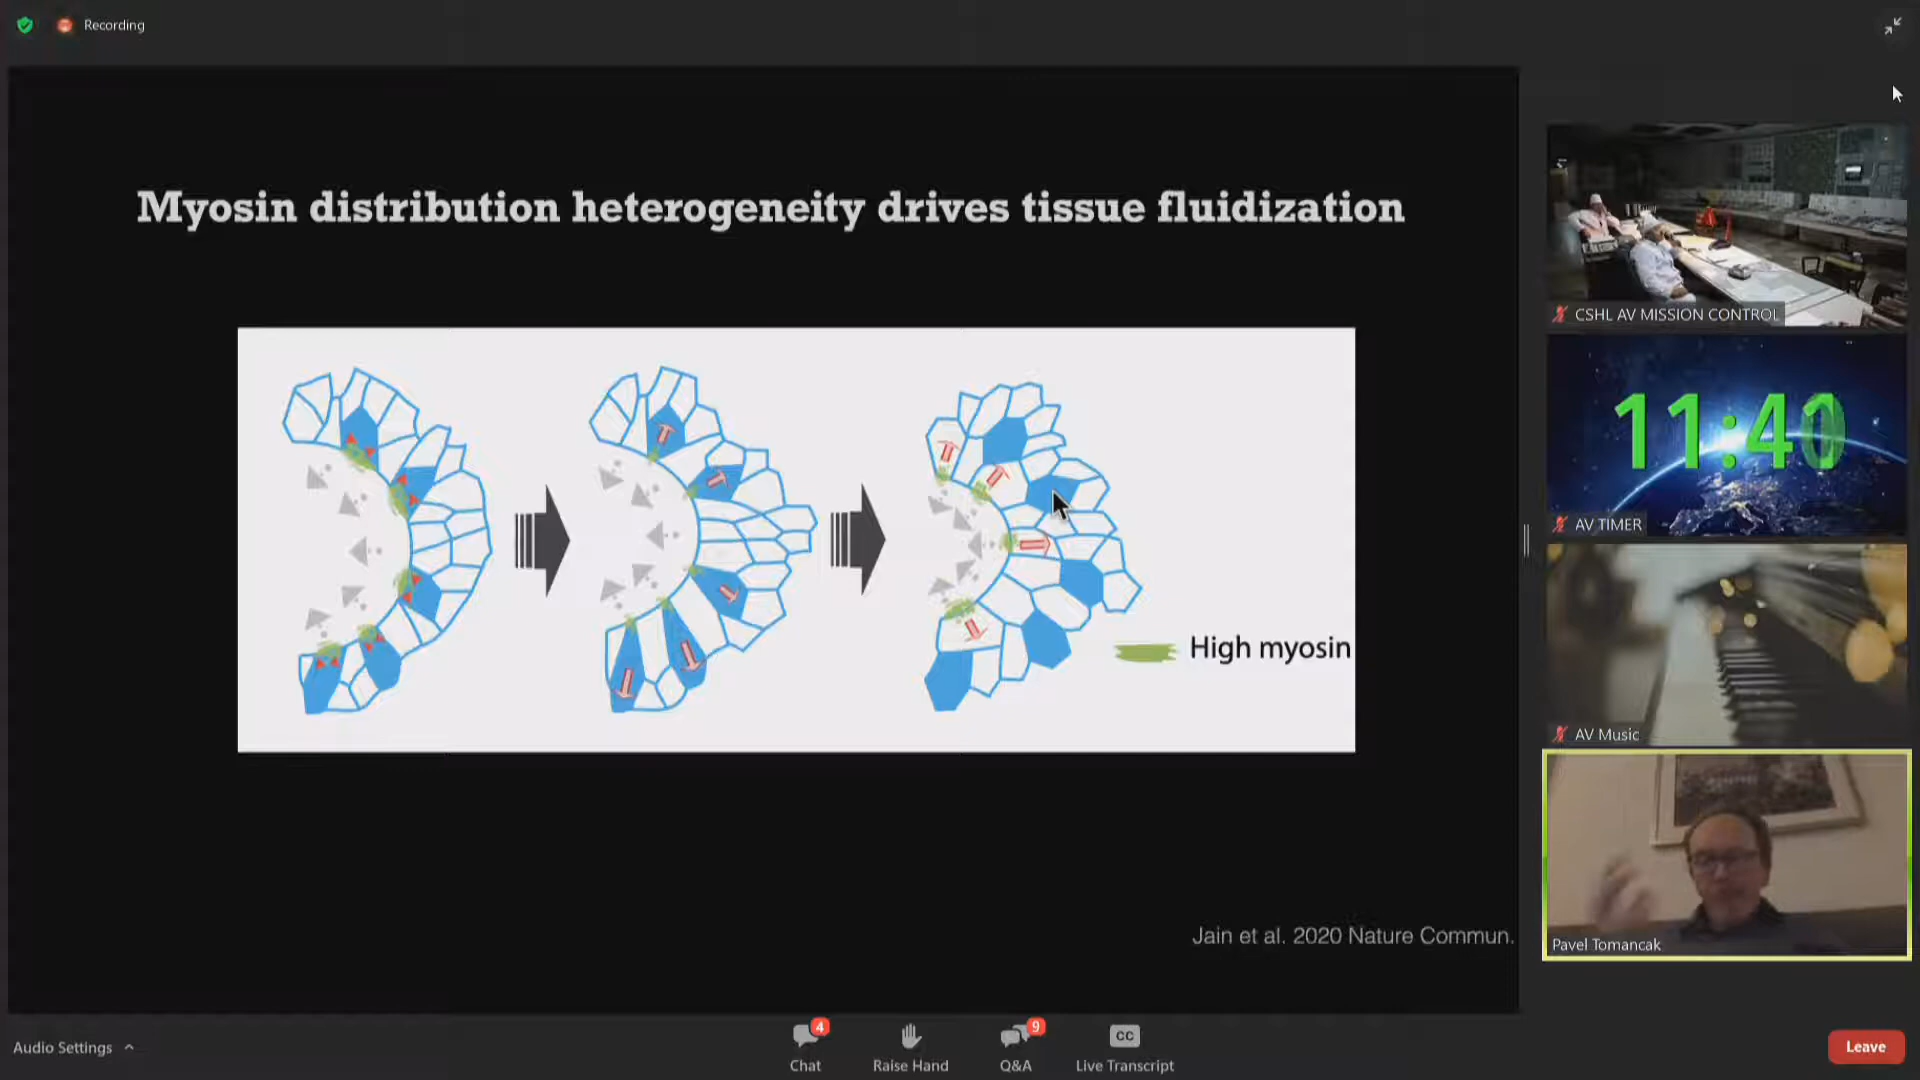 Recording
Myosin distribution heterogeneity drives tissue fluidization
High myosin
Jain et al. 2020 Nature Commun.
CSHL AV MISSION CONTROL
11:40
AV TIMER
AV Music
Pavel Tomancak
Audio Settings
4
Chat
Raise Hand
9
Q&A
CC
Live Transcript
Leave